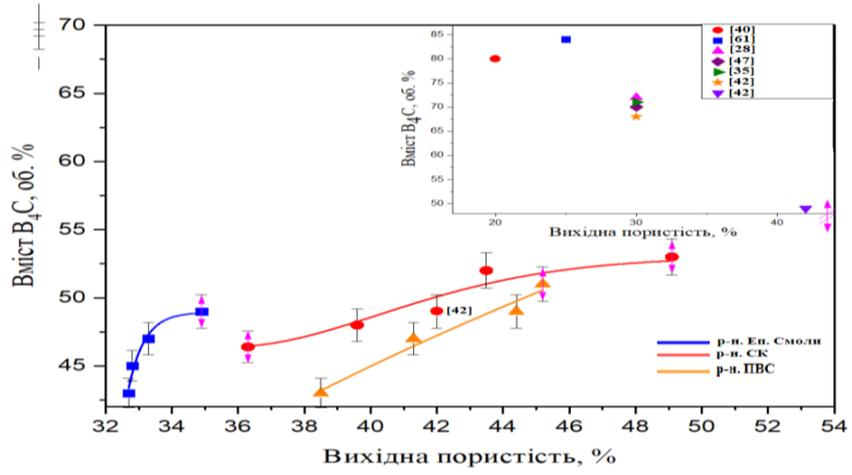 70
65
60
55
50
45
Вміст B₄C, об. %
32 34 36 38 40 42 44 46 48 50 52 54
Вихідна пористість, %
[42]
р-н. Еп. Смоли
р-н. СК
р-н. ПВС
85
80
75
70
65
60
55
50
Вміст B₄C, об. %
20 30 40
Вихідна пористість, %
[40]
[61]
[28]
[47]
[35]
[42]
[42]